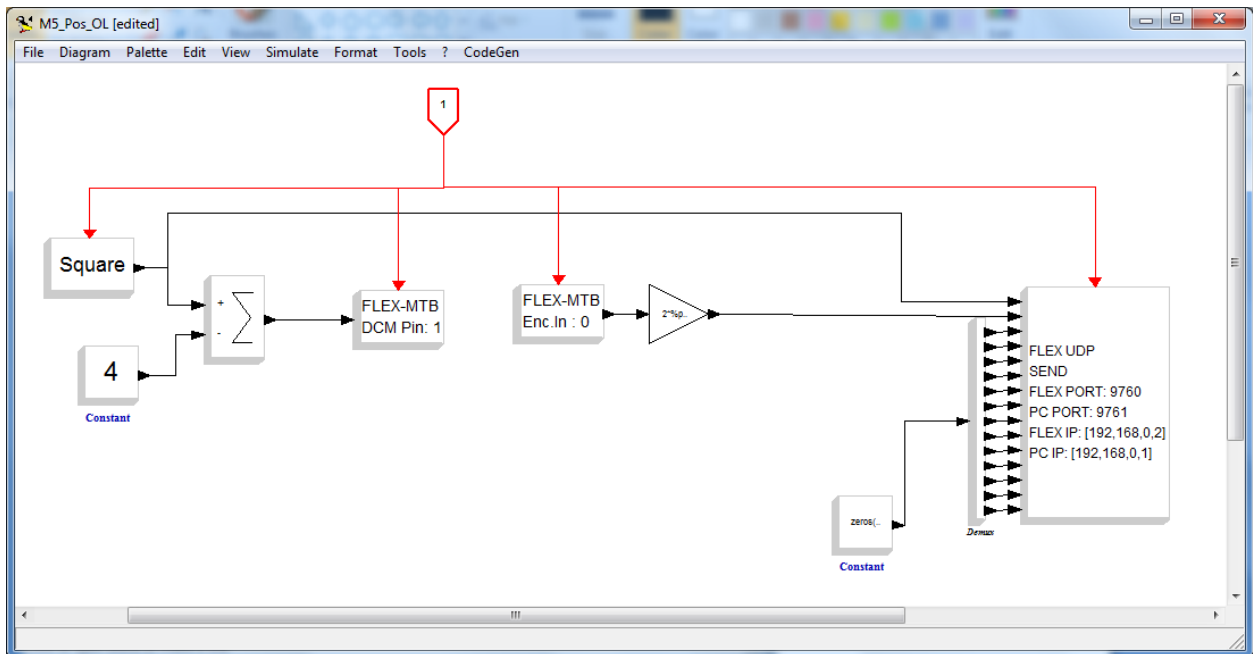 M5_Pos_OL [edited]
File Diagram Palette Edit View Simulate Format Tools ? CodeGen
1
Square
+
-
∑
FLEX-MTB
DCM Pin: 1
FLEX-MTB
Enc.In : 0
2*%p..
4
Constant
FLEX UDP
SEND
FLEX PORT: 9760
PC PORT: 9761
FLEX IP: [192,168,0,2]
PC IP: [192,168,0,1]
zeros(..
Constant
Demux